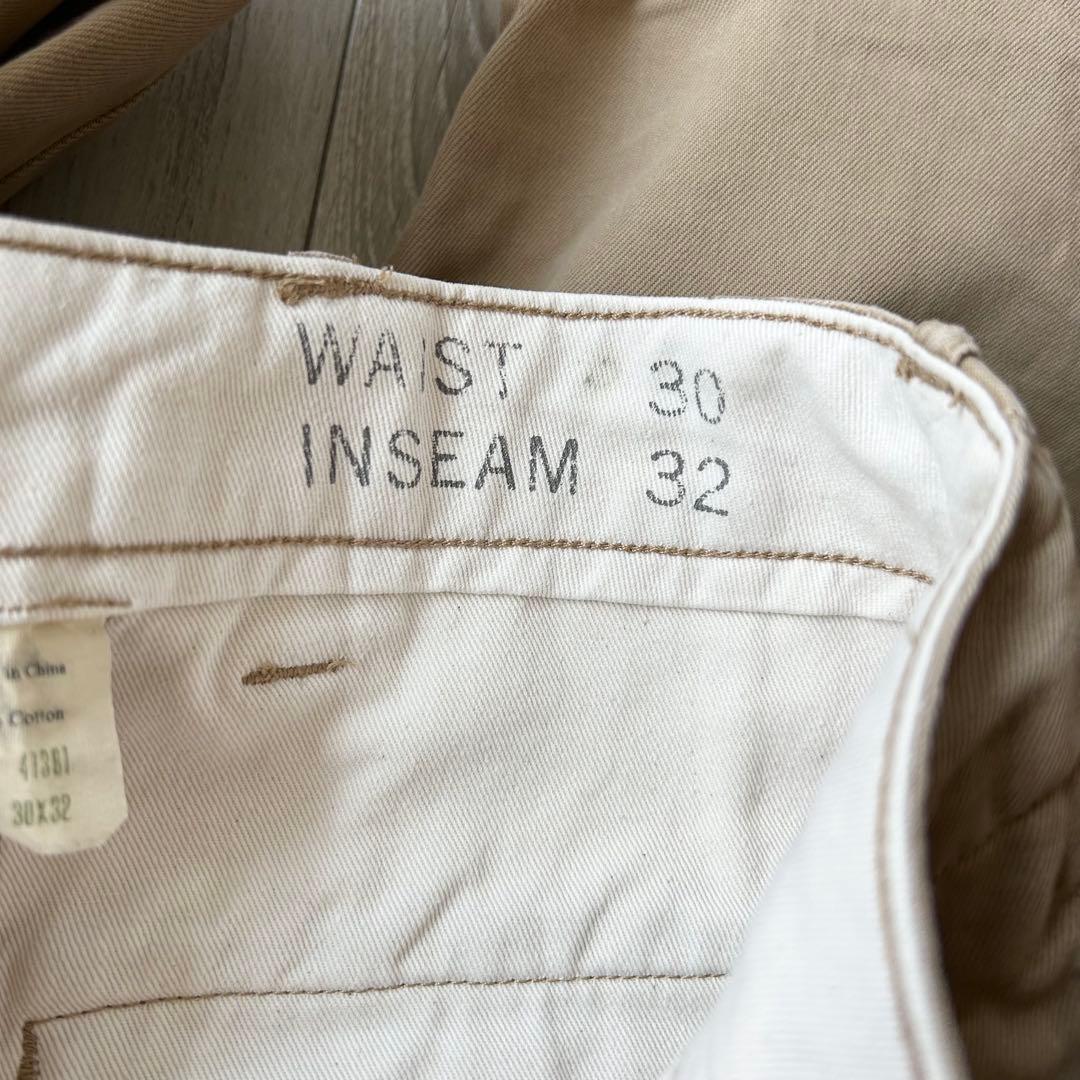 WAIST 30
INSEAM 32
in China
Cotton
41381
30X32